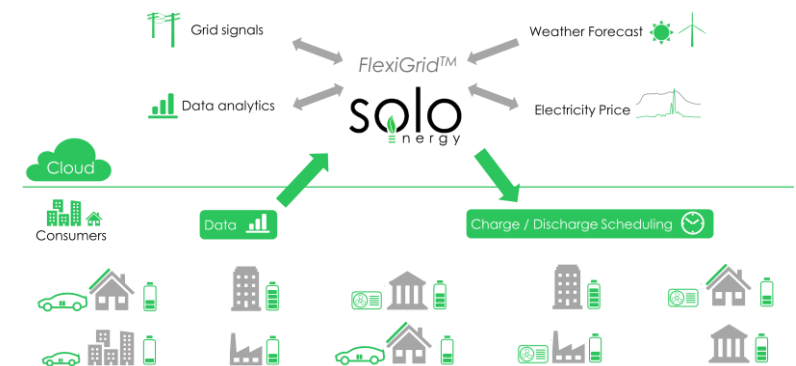 Grid signals
Weather Forecast
FlexiGrid™
Data analytics
Electricity Price
solo
Energy
Cloud
Consumers
Data
Charge / Discharge Scheduling